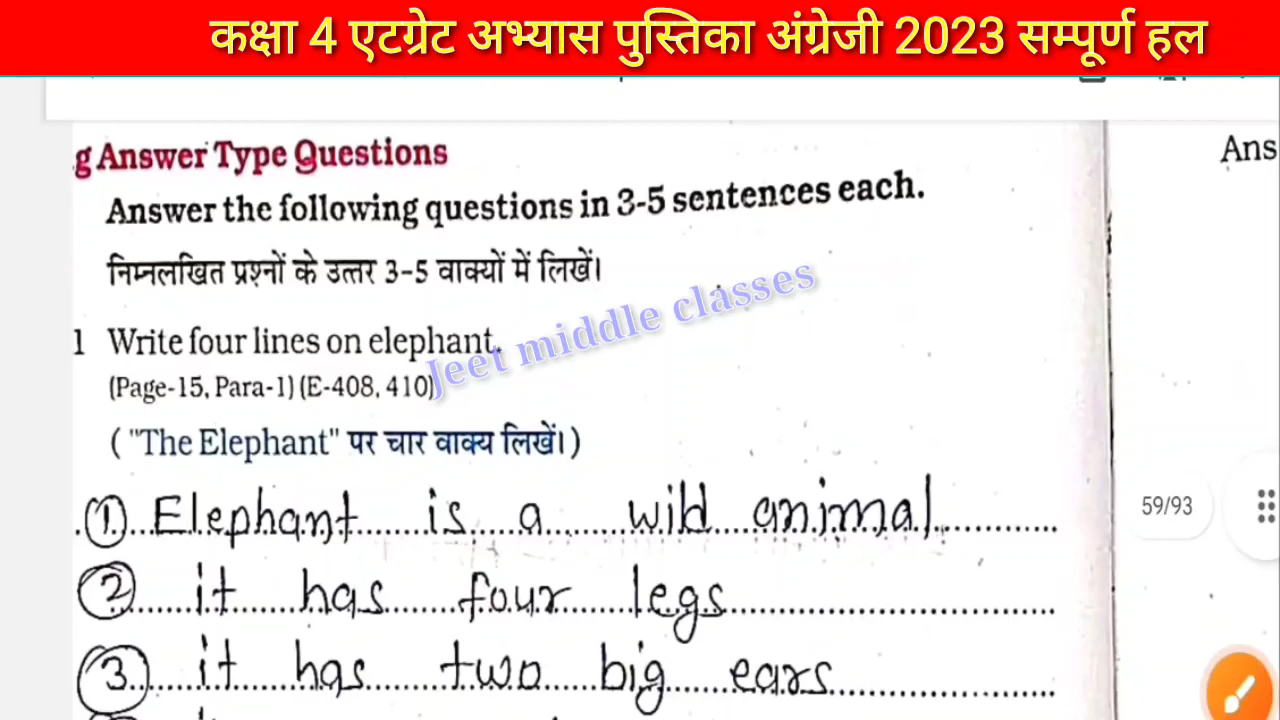 कक्षा 4 एटग्रेट अभ्यास पुस्तिका अंग्रेजी 2023 सम्पूर्ण हल
g Answer Type Questions
Ans
Answer the following questions in 3-5 sentences each.
निम्नलखित प्रश्नों के उत्तर 3-5 वाक्यों में लिखें।
Jeet middle classes
1 Write four lines on elephant.
(Page-15, Para-1) (E-408, 410)
( "The Elephant" पर चार वाक्य लिखें। )
① Elephant is a wild animal.
59/93
② it has four legs
③ it has two big ears